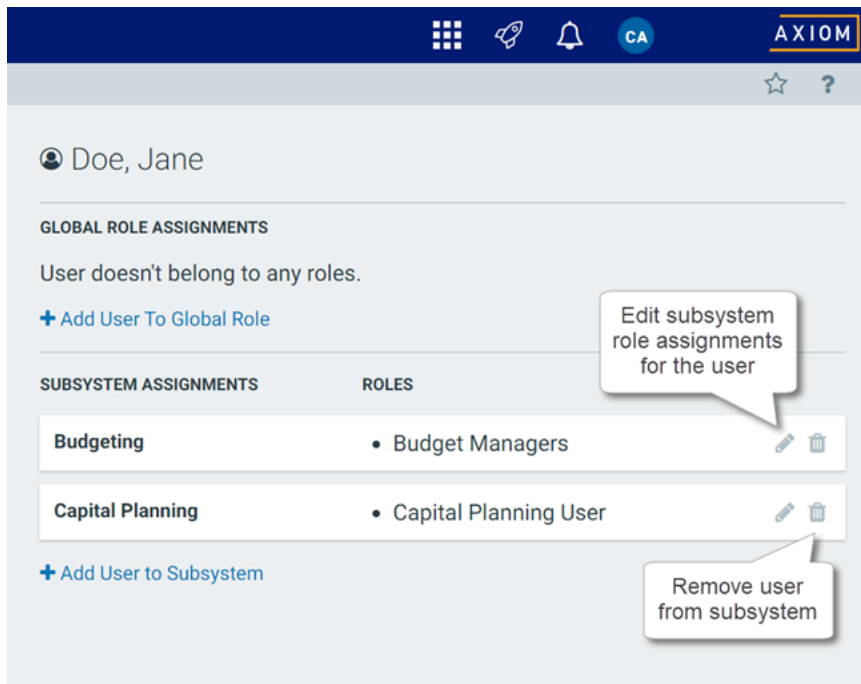 CA
AXIOM
?
Doe, Jane
GLOBAL ROLE ASSIGNMENTS
User doesn't belong to any roles.
+ Add User To Global Role
Edit subsystem
role assignments
for the user
SUBSYSTEM ASSIGNMENTS ROLES
Budgeting • Budget Managers
Capital Planning • Capital Planning User
+ Add User to Subsystem
Remove user
from subsystem